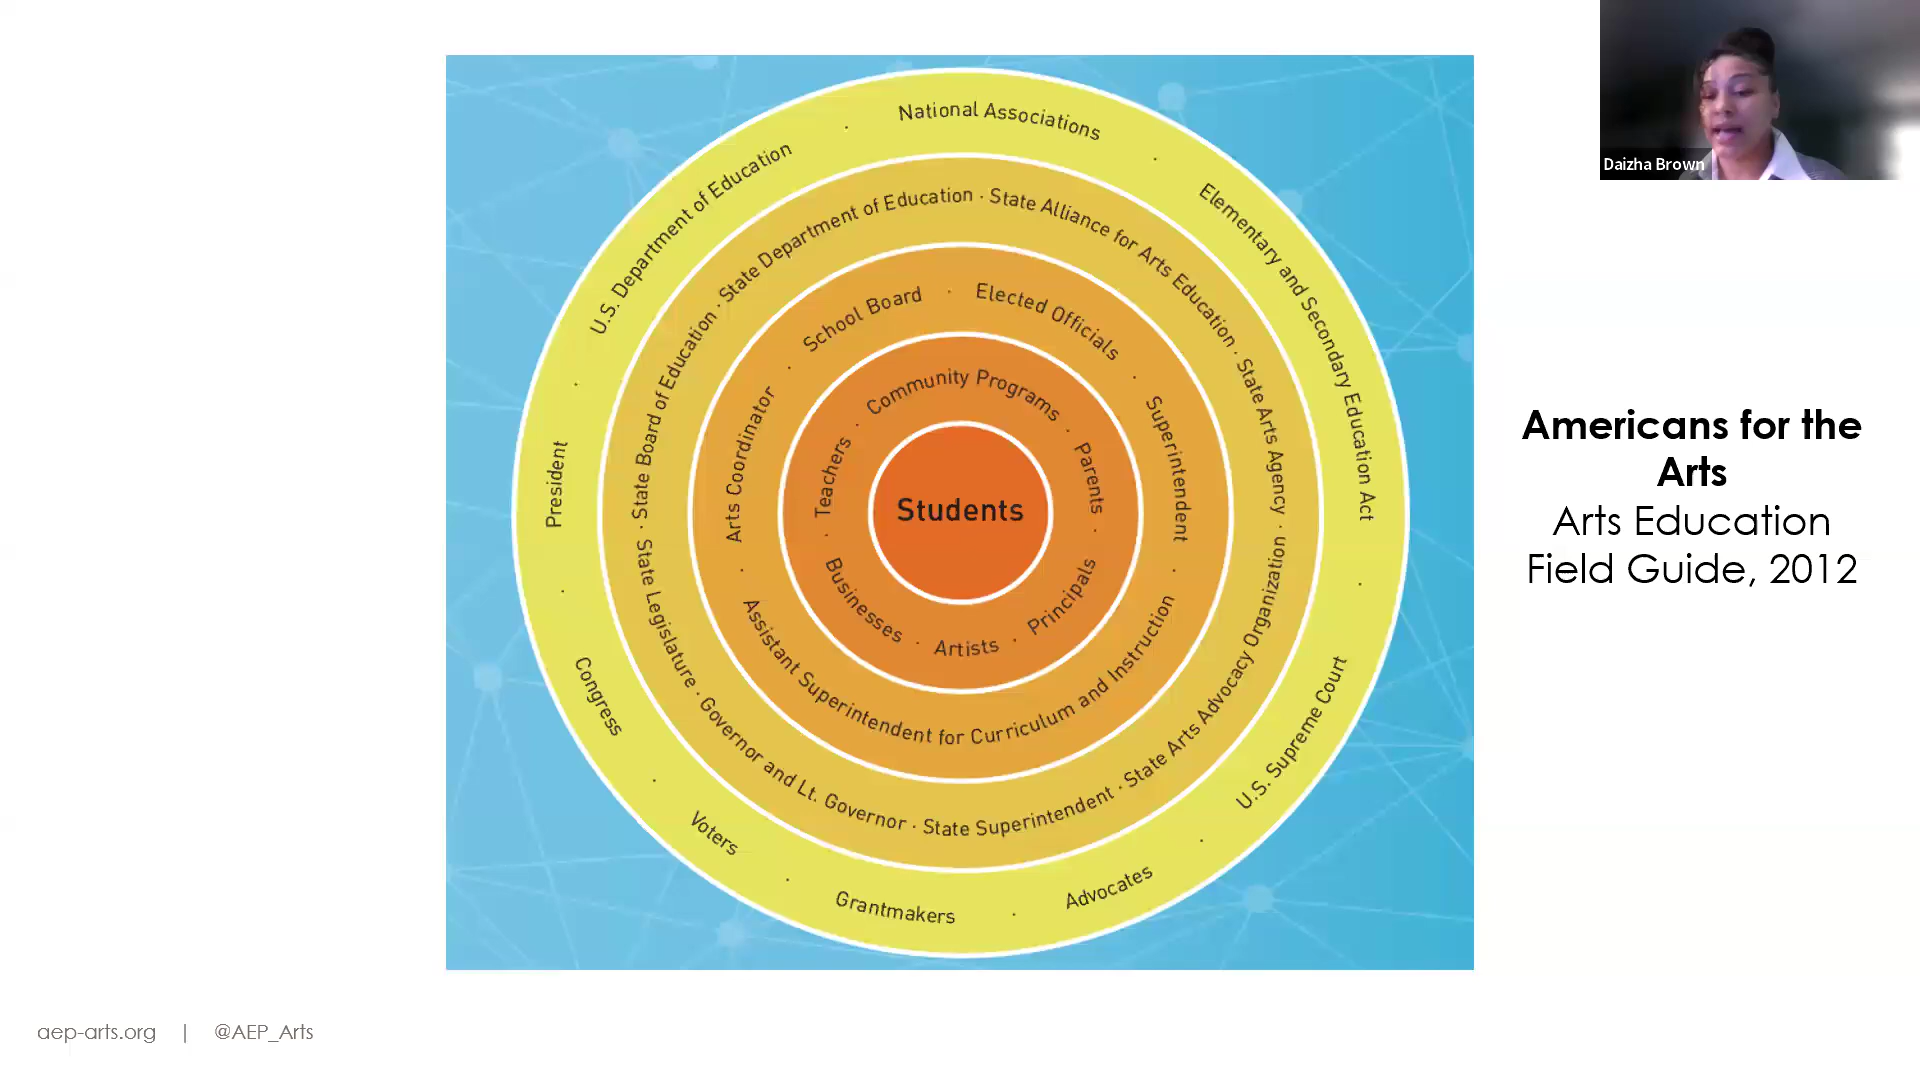 Daizha Brown
National Associations
·
Elementary and Secondary Education Act
·
U.S. Supreme Court
·
Advocates
·
Grantmakers
·
Voters
·
Congress
·
President
·
U.S. Department of Education
·
State Department of Education · State Alliance for Arts Education · State Arts Agency · State Arts Advocacy Organization · State Superintendent · Governor and Lt. Governor · State Legislature · State Board of Education ·
School Board · Elected Officials · Superintendent · Assistant Superintendent for Curriculum and Instruction · Arts Coordinator ·
Community Programs · Parents · Principals · Artists · Businesses · Teachers ·
Students
Americans for the
Arts
Arts Education
Field Guide, 2012
aep-arts.org | @AEP_Arts